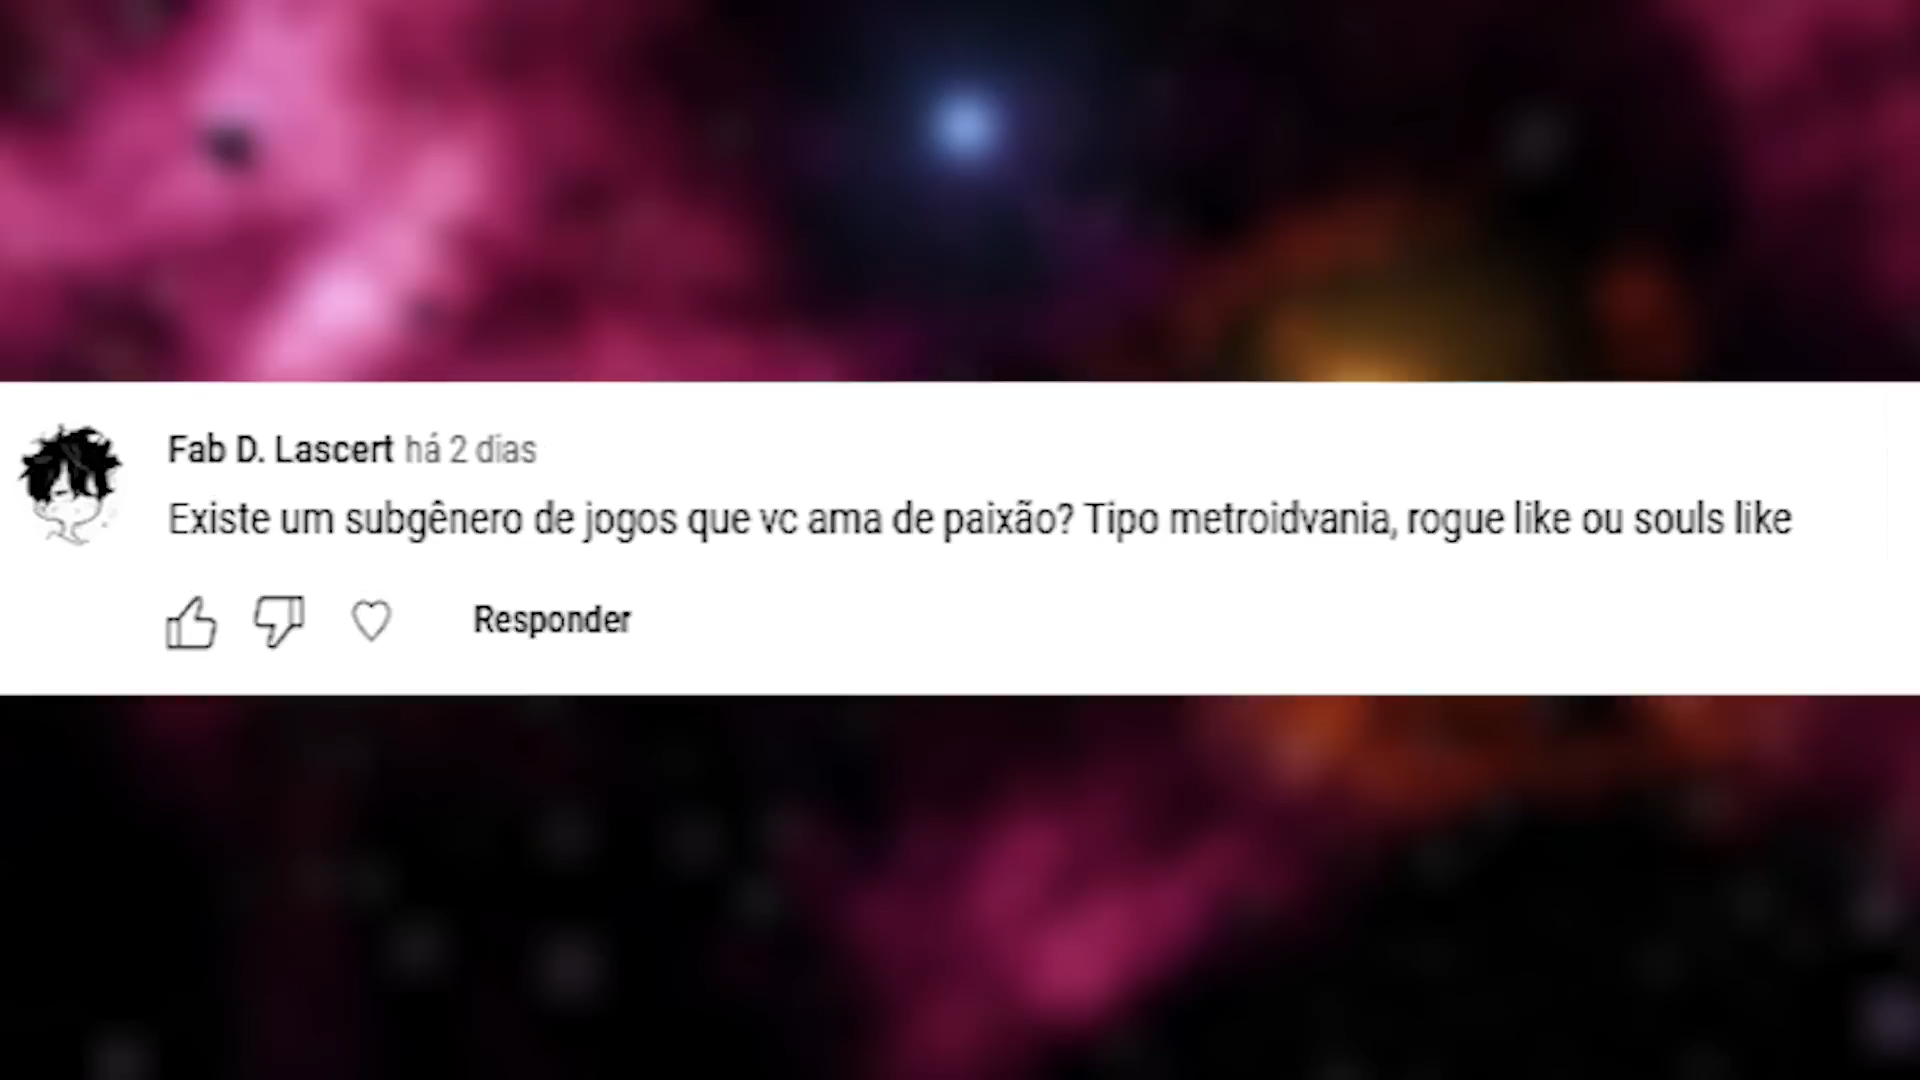 Fab D. Lascert há 2 dias
Existe um subgênero de jogos que vc ama de paixão? Tipo metroidvania, rogue like ou souls like
Responder